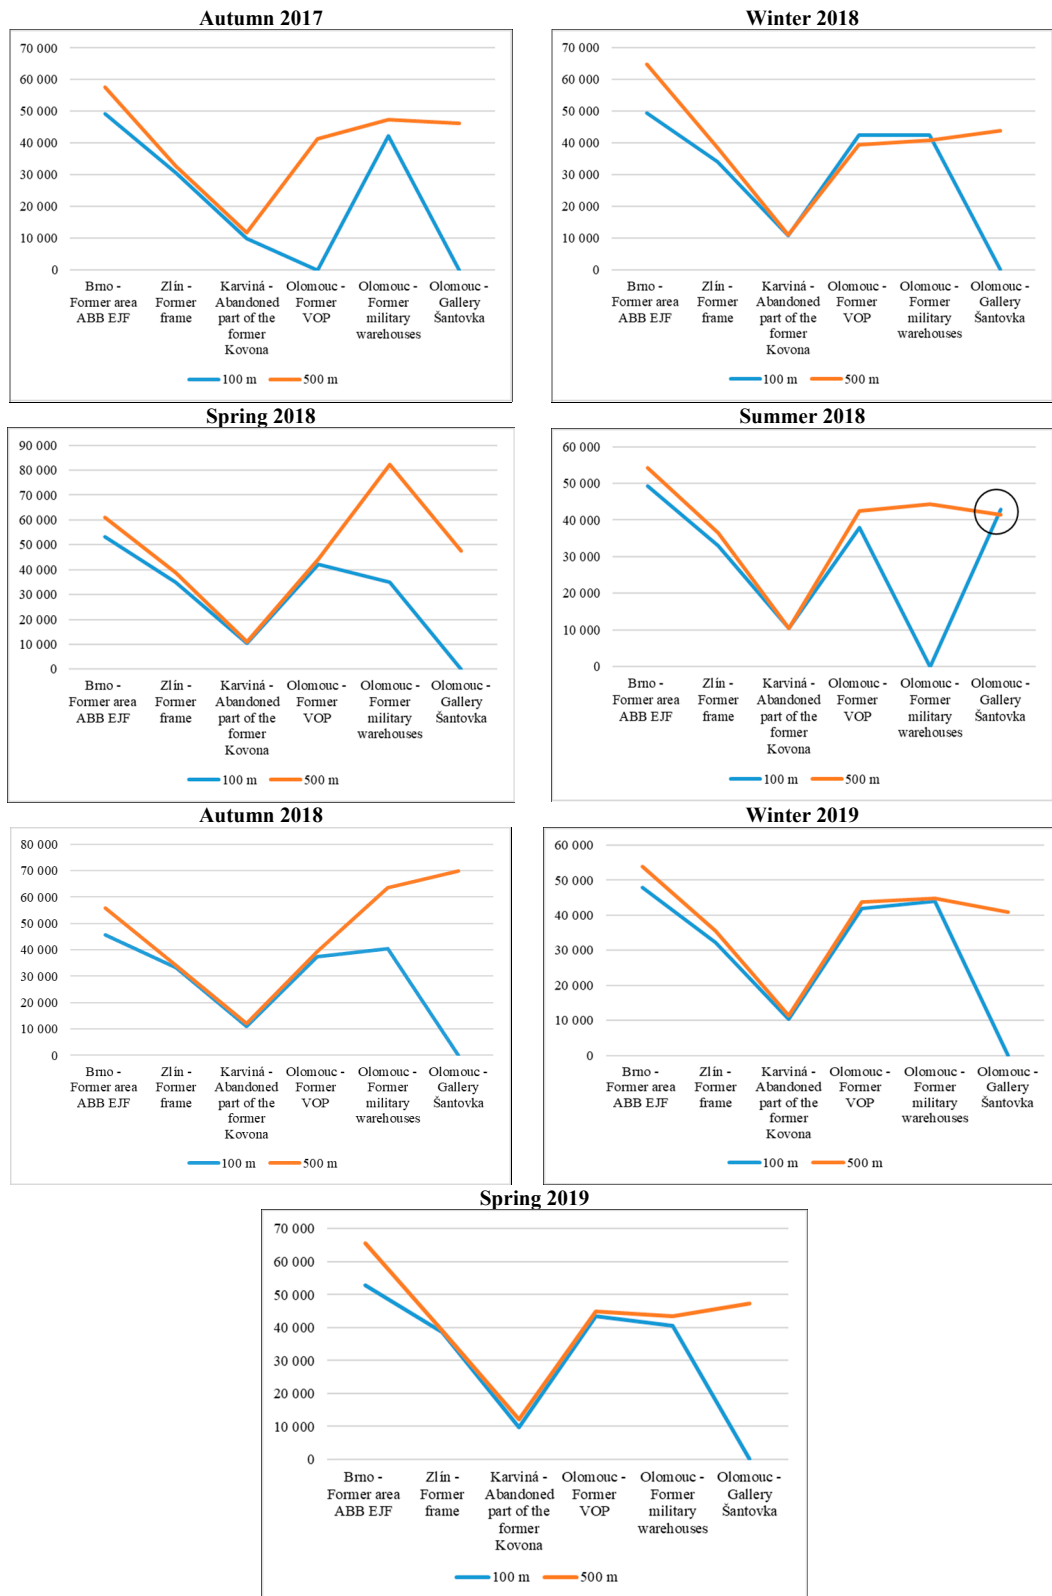 Autumn 2017
70 000
60 000
50 000
40 000
30 000
20 000
10 000
0
Brno -
Former area
ABB EJF
Zlín -
Former
frame
Karviná -
Abandoned
part of the
former
Kovona
Olomouc -
Former
VOP
Olomouc -
Former
military
warehouses
Olomouc -
Gallery
Šantovka
100 m
500 m
Winter 2018
70 000
60 000
50 000
40 000
30 000
20 000
10 000
0
Brno -
Former area
ABB EJF
Zlín -
Former
frame
Karviná -
Abandoned
part of the
former
Kovona
Olomouc -
Former
VOP
Olomouc -
Former
military
warehouses
Olomouc -
Gallery
Šantovka
100 m
500 m
Spring 2018
90 000
80 000
70 000
60 000
50 000
40 000
30 000
20 000
10 000
0
Brno -
Former area
ABB EJF
Zlín -
Former
frame
Karviná -
Abandoned
part of the
former
Kovona
Olomouc -
Former
VOP
Olomouc -
Former
military
warehouses
Olomouc -
Gallery
Šantovka
100 m
500 m
Summer 2018
60 000
50 000
40 000
30 000
20 000
10 000
0
Brno -
Former area
ABB EJF
Zlín -
Former
frame
Karviná -
Abandoned
part of the
former
Kovona
Olomouc -
Former
VOP
Olomouc -
Former
military
warehouses
Olomouc -
Gallery
Šantovka
100 m
500 m
Autumn 2018
80 000
70 000
60 000
50 000
40 000
30 000
20 000
10 000
0
Brno -
Former area
ABB EJF
Zlín -
Former
frame
Karviná -
Abandoned
part of the
former
Kovona
Olomouc -
Former
VOP
Olomouc -
Former
military
warehouses
Olomouc -
Gallery
Šantovka
100 m
500 m
Winter 2019
60 000
50 000
40 000
30 000
20 000
10 000
0
Brno -
Former area
ABB EJF
Zlín -
Former
frame
Karviná -
Abandoned
part of the
former
Kovona
Olomouc -
Former
VOP
Olomouc -
Former
military
warehouses
Olomouc -
Gallery
Šantovka
100 m
500 m
Spring 2019
70 000
60 000
50 000
40 000
30 000
20 000
10 000
0
Brno -
Former area
ABB EJF
Zlín -
Former
frame
Karviná -
Abandoned
part of the
former
Kovona
Olomouc -
Former
VOP
Olomouc -
Former
military
warehouses
Olomouc -
Gallery
Šantovka
100 m
500 m